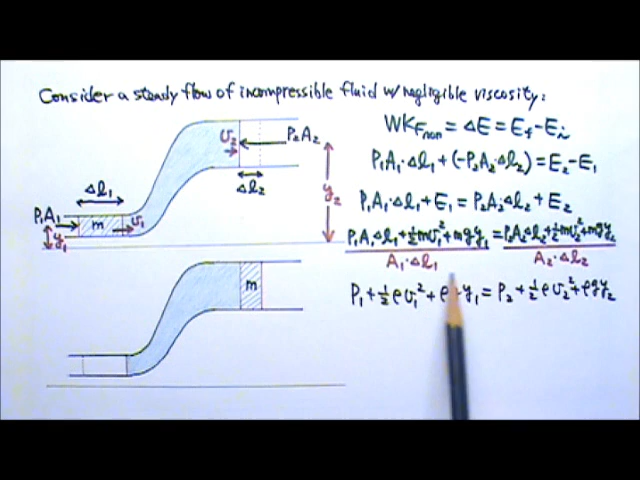 Consider a steady flow of incompressible fluid w/ negligible viscosity:
WK_Fnon = ΔE = E_f − E_i
P₁A₁·Δl₁ + (−P₂A₂·Δl₂) = E₂ − E₁
P₁A₁·Δl₁ + E₁ = P₂A₂Δl₂ + E₂
P₁A₁Δl₁ + ½mv₁² + mgy₁ = P₂A₂Δl₂ + ½mv₂² + mgy₂
A₁·Δl₁ A₂·Δl₂
P₁ + ½ρv₁² + ρgy₁ = P₂ + ½ρv₂² + ρgy₂
v₂
P₂A₂
Δl₂
y₂
Δl₁
P₁A₁
m
v₁
y₁
m